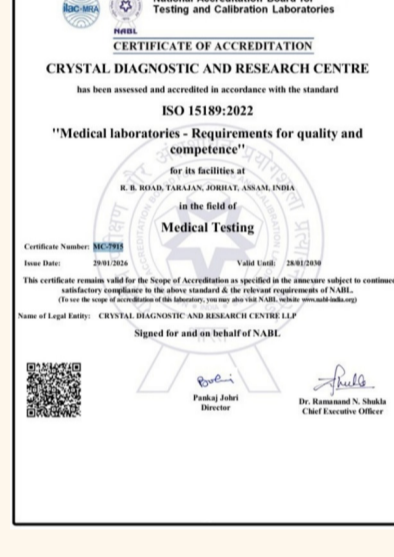 ilac-MRA
NABL
Testing and Calibration Laboratories
CERTIFICATE OF ACCREDITATION
CRYSTAL DIAGNOSTIC AND RESEARCH CENTRE
has been assessed and accredited in accordance with the standard
ISO 15189:2022
"Medical laboratories - Requirements for quality and
competence"
for its facilities at
R. B. ROAD, TARAJAN, JORHAT, ASSAM, INDIA
in the field of
Medical Testing
Certificate Number: MC-7915
Issue Date: 29/01/2026 Valid Until: 28/01/2030
This certificate remains valid for the Scope of Accreditation as specified in the annexure subject to continue
satisfactory compliance to the above standard & the relevant requirements of NABL.
(To see the scope of accreditation of this laboratory, you may also visit NABL website www.nabl-india.org)
Name of Legal Entity: CRYSTAL DIAGNOSTIC AND RESEARCH CENTRE LLP
Signed for and on behalf of NABL
Pankaj Johri
Director
Dr. Ramanand N. Shukla
Chief Executive Officer